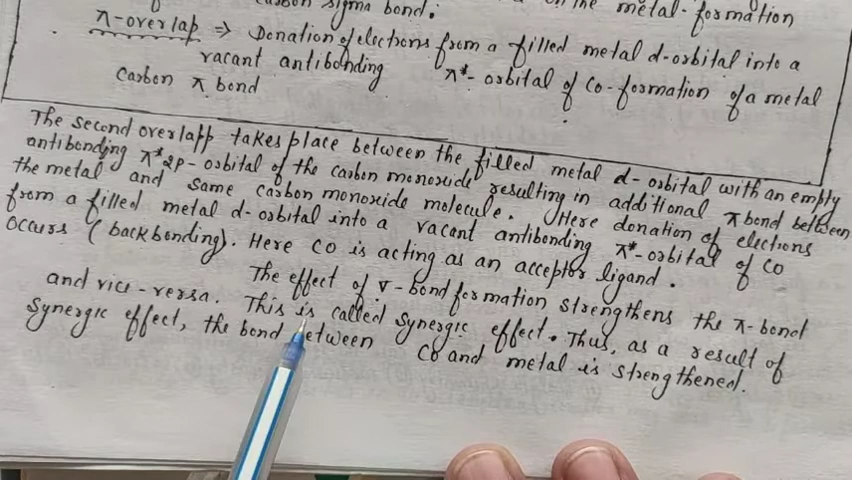 carbon sigma bond. on the metal-formation
π-overlap ⇒ Donation of electrons from a filled metal d-orbital into a
vacant antibonding π*- orbital of CO-formation of a metal
carbon π bond
The second overlapp takes place between the filled metal d- orbital with an empty
antibonding π*2p- orbital of the carbon monoxide resulting in additional π bond between
the metal and same carbon monoxide molecule. Here donation of electrons
from a filled metal d-orbital into a vacant antibonding π*-orbital of CO
occurs (backbonding). Here CO is acting as an acceptor ligand.
The effect of σ-bond formation strengthens the π-bond
and vice-versa. This is called synergic effect. Thus, as a result of
synergic effect, the bond between CO and metal is strengthened.